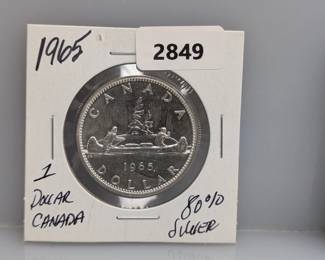 1965
2849
CANADA
1965
DOLLAR
1
DOLLAR
CANADA
80%
SILVER